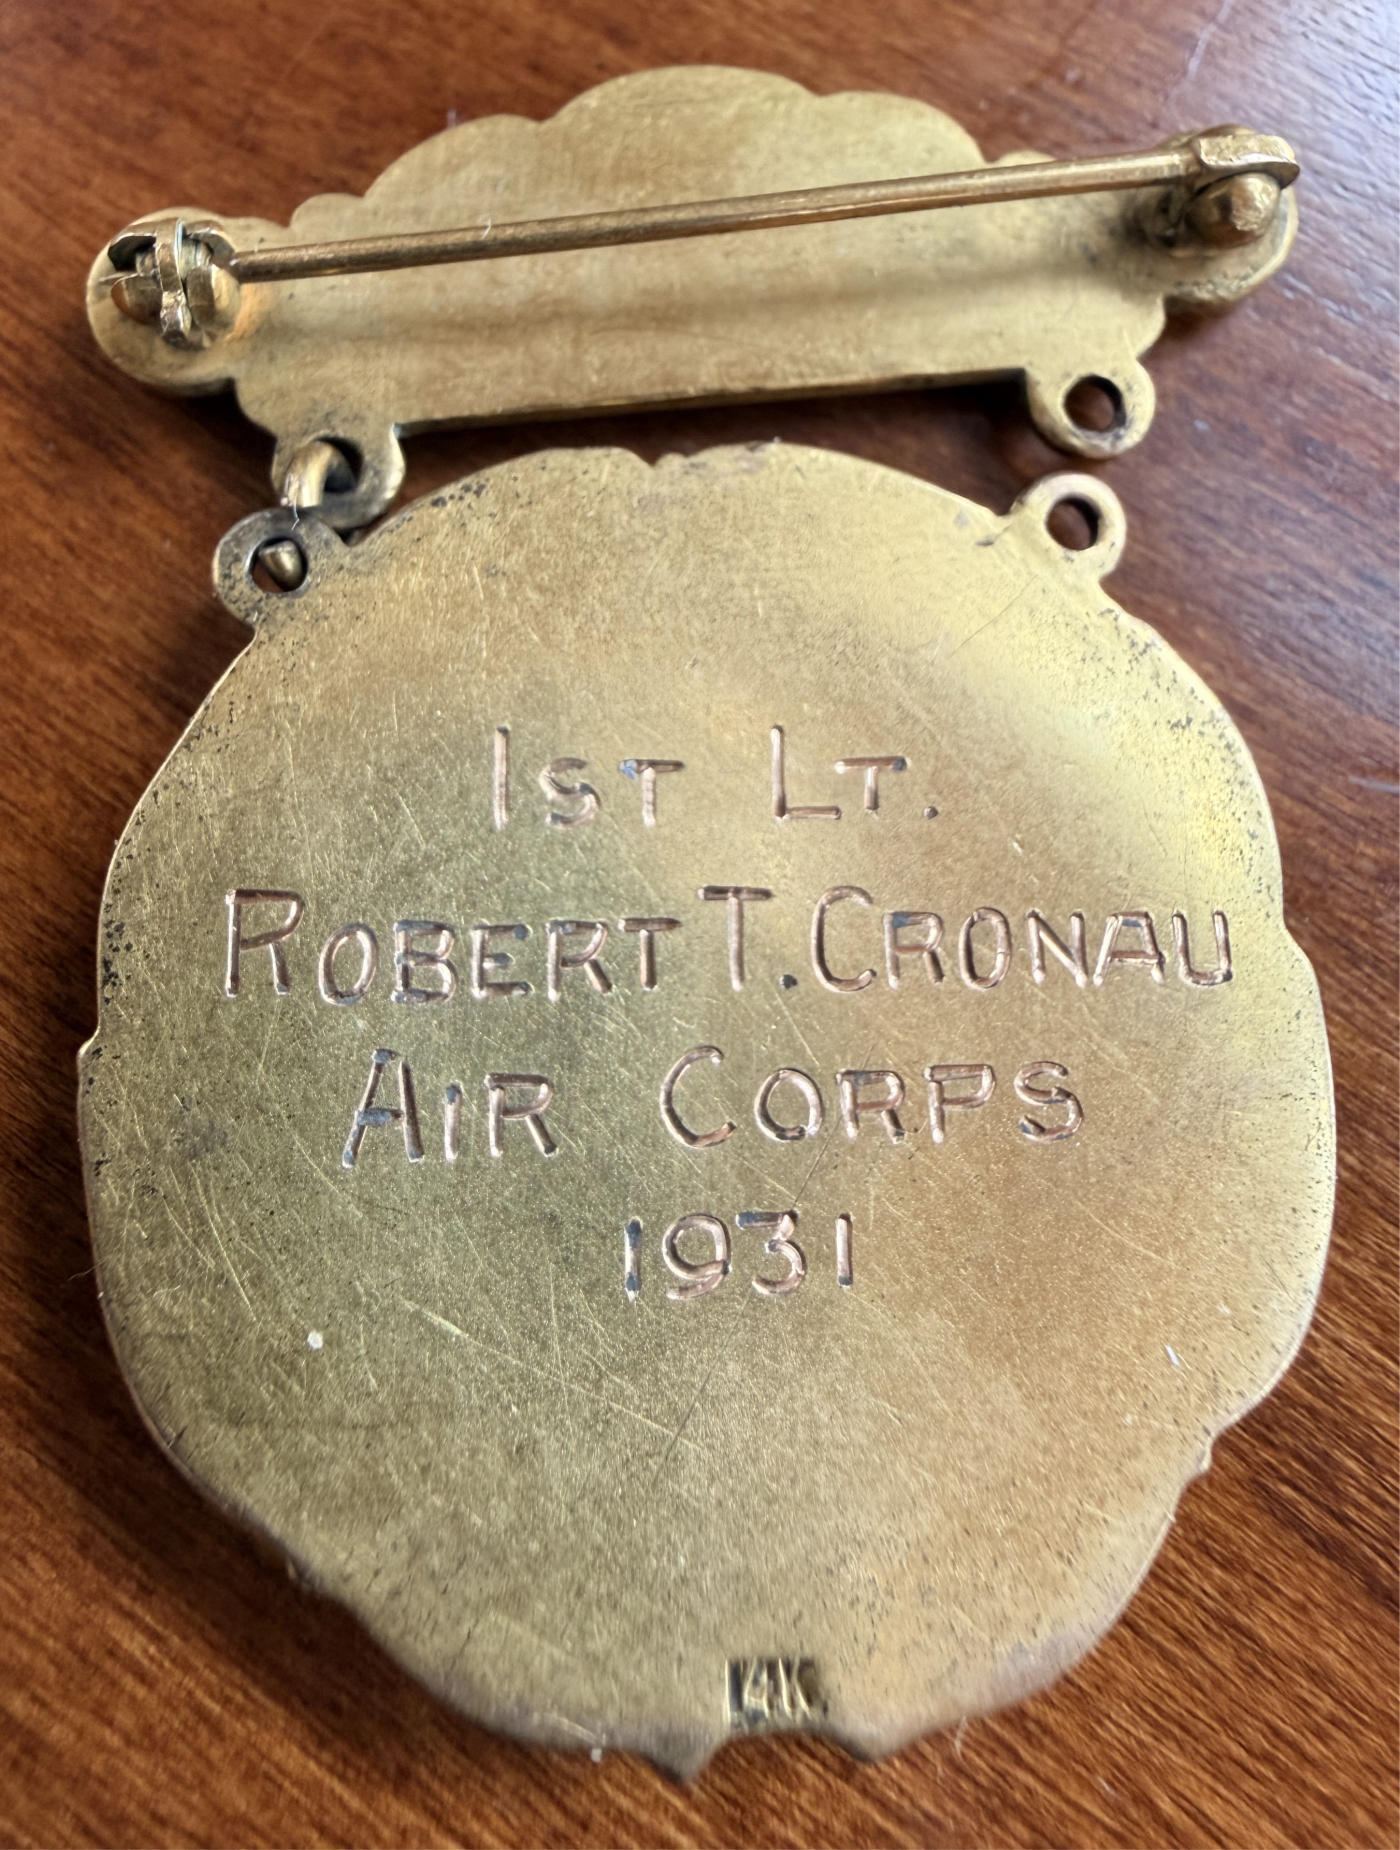 1ST LT.
ROBERT T. CRONAU
AIR CORPS
1931
14K